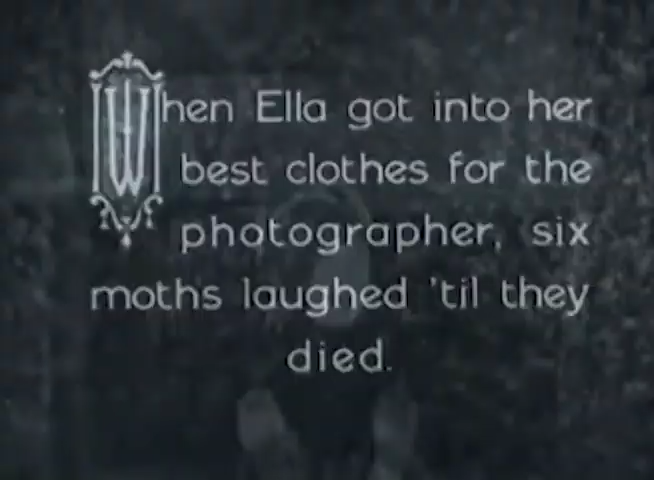 When Ella got into her
best clothes for the
photographer, six
moths laughed 'til they
died.